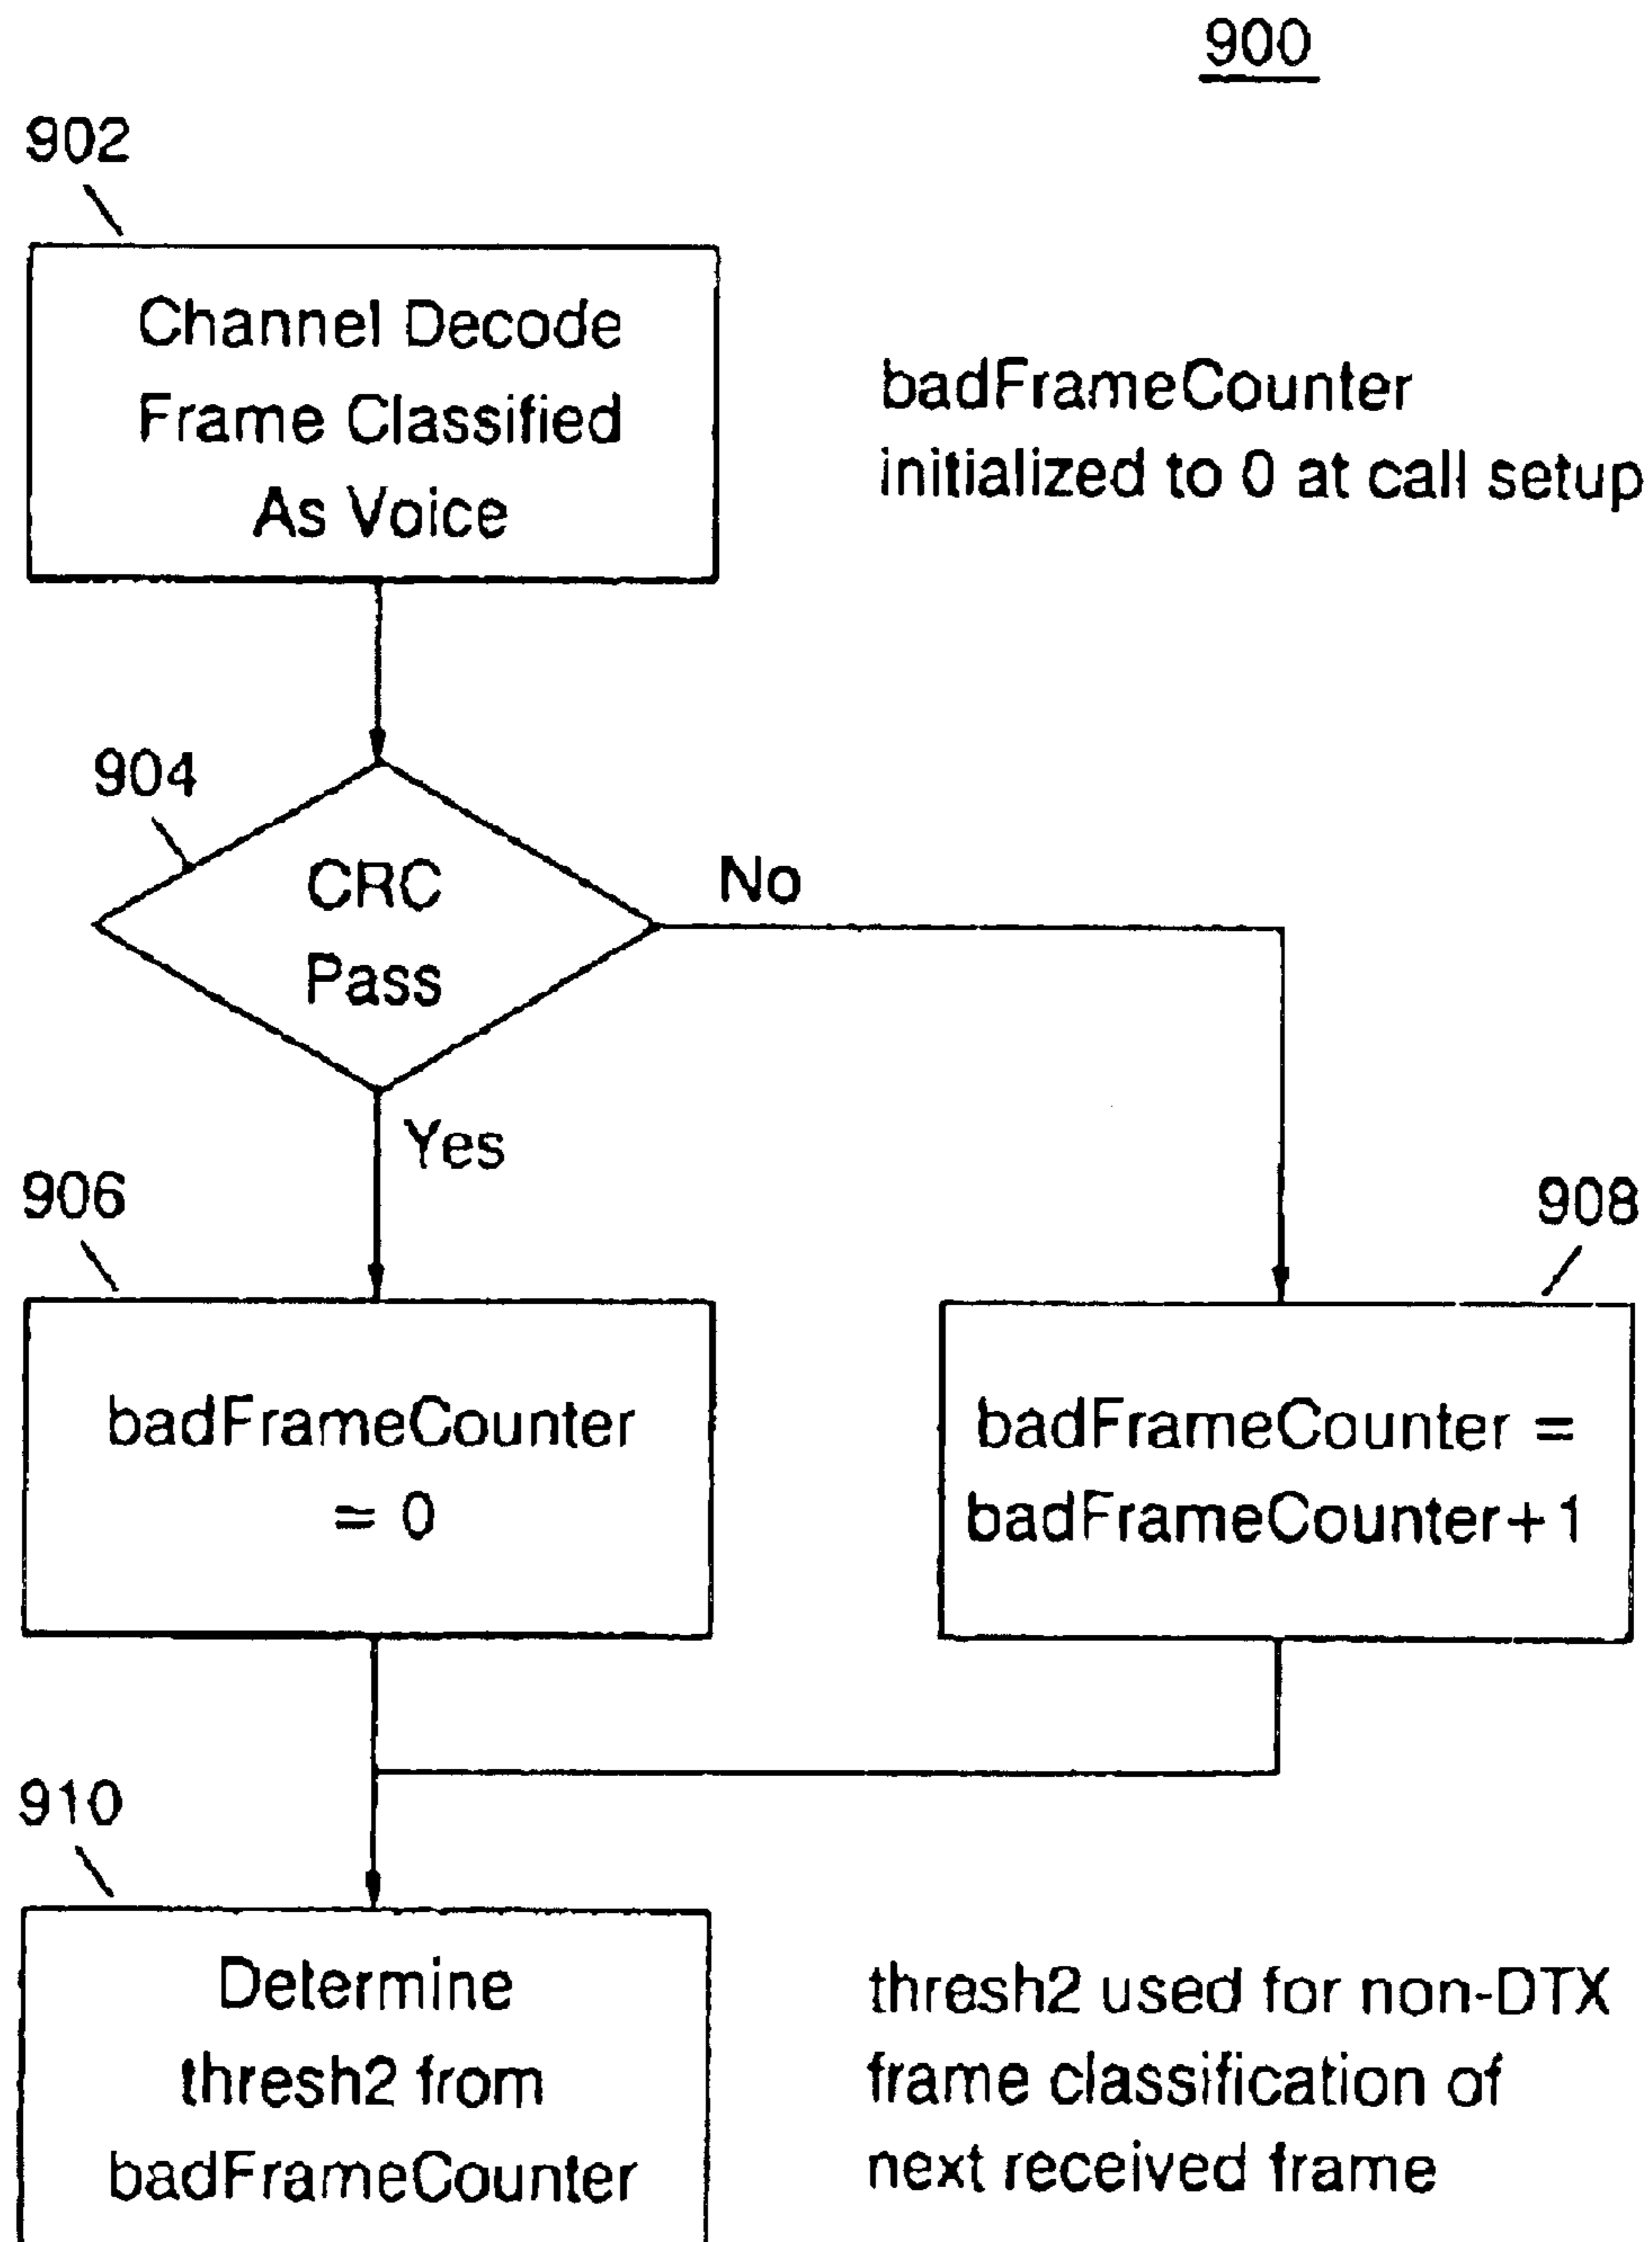 900
902
Channel Decode
Frame Classified
As Voice
badFrameCounter
initialized to 0 at call setup
904
CRC
Pass
No
Yes
906
badFrameCounter
= 0
908
badFrameCounter =
badFrameCounter+1
910
Determine
thresh2 from
badFrameCounter
thresh2 used for non-DTX
frame classification of
next received frame